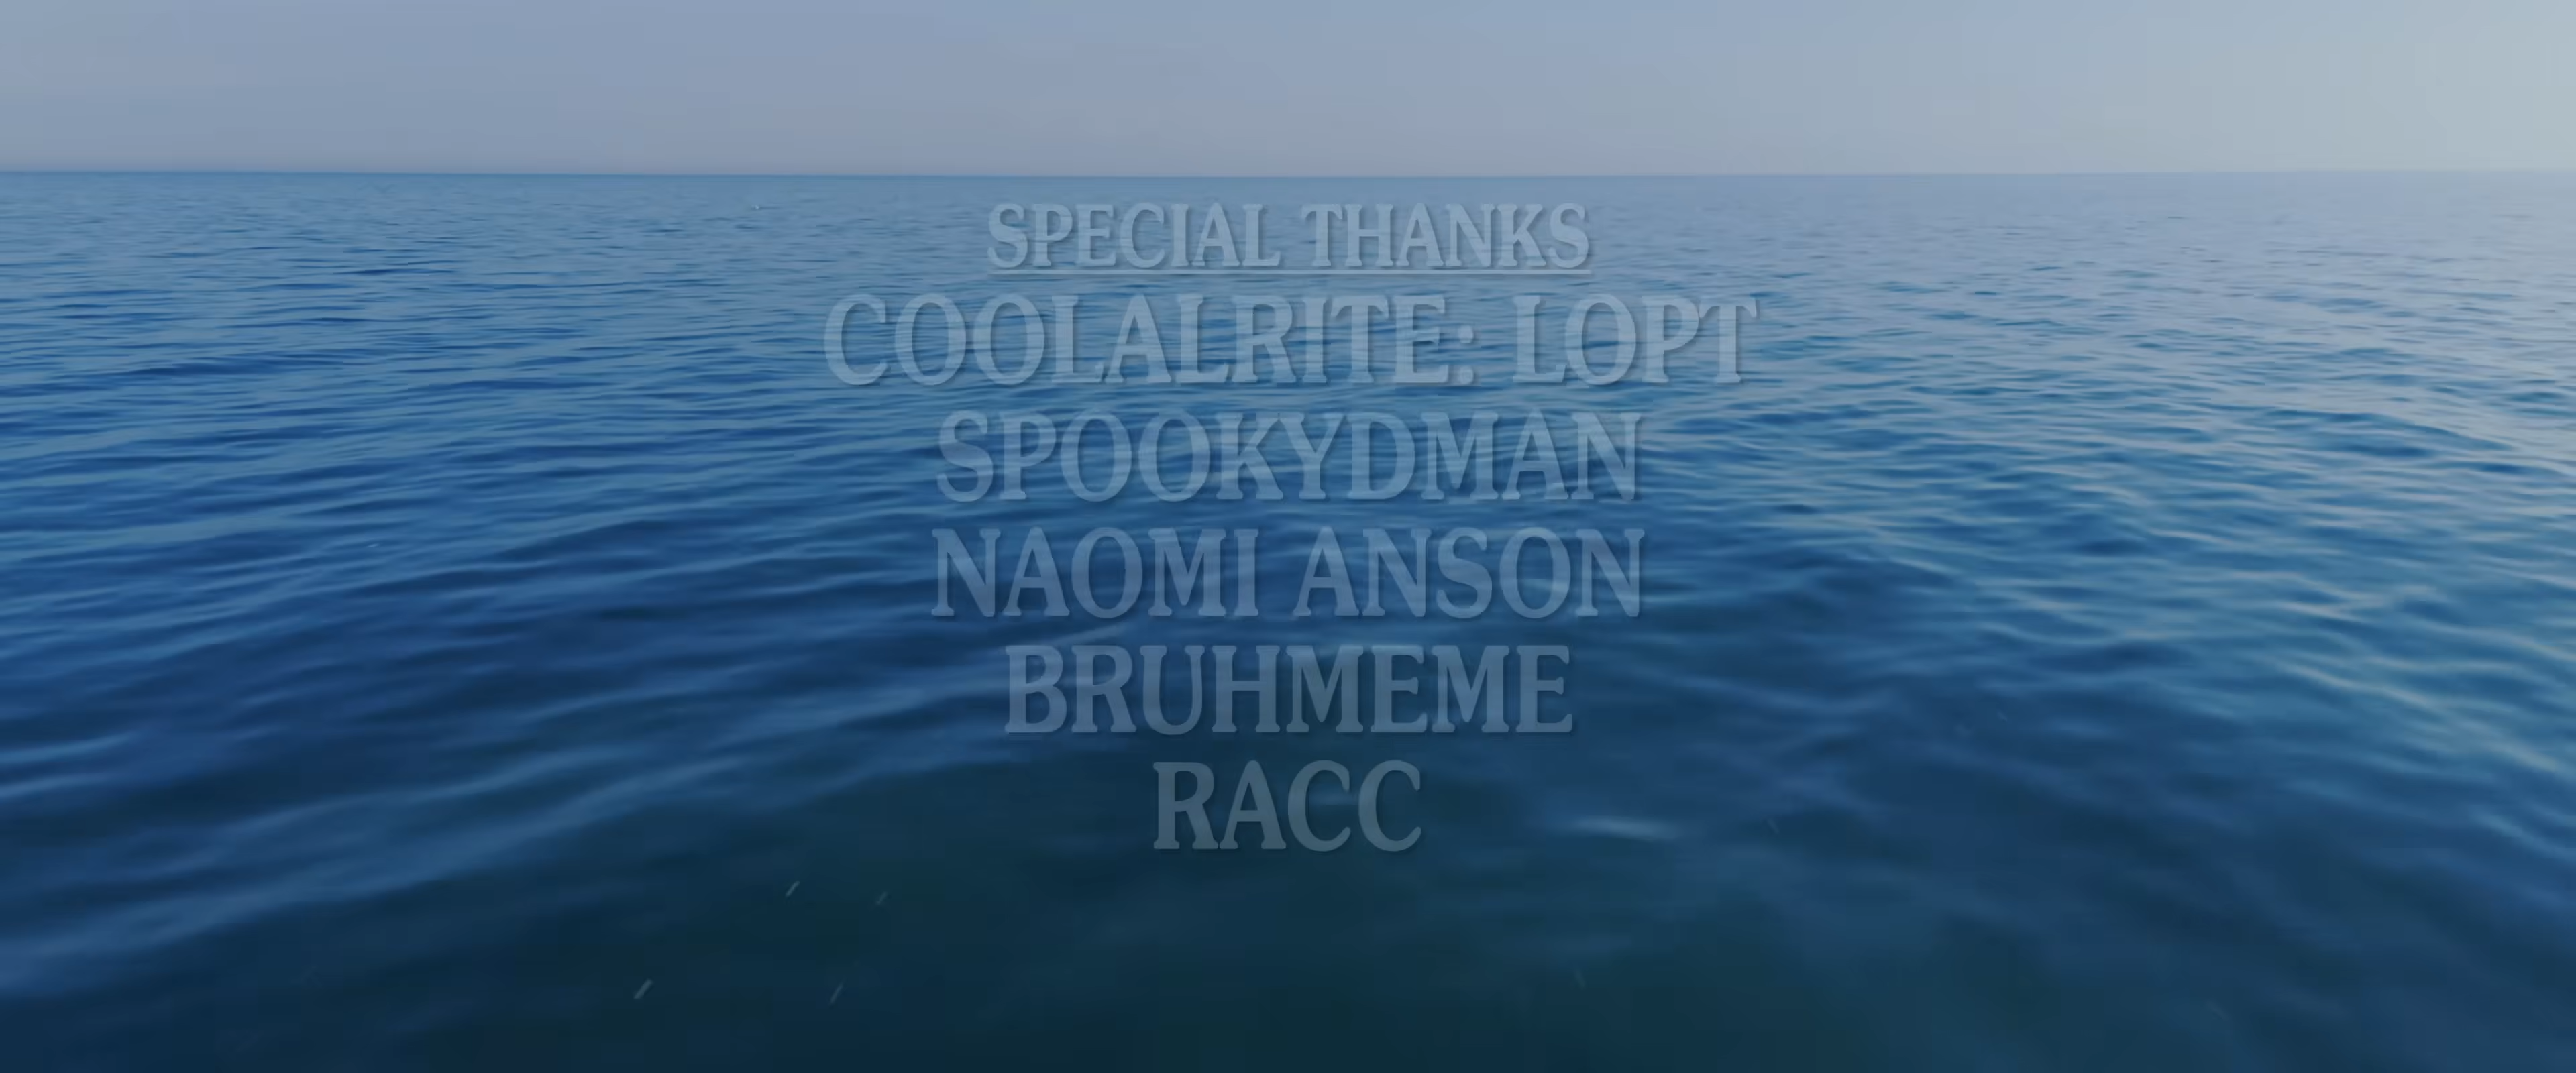 SPECIAL THANKS
COOLALRITE: LOPT
SPOOKYDMAN
NAOMI ANSON
BRUHMEME
RACC